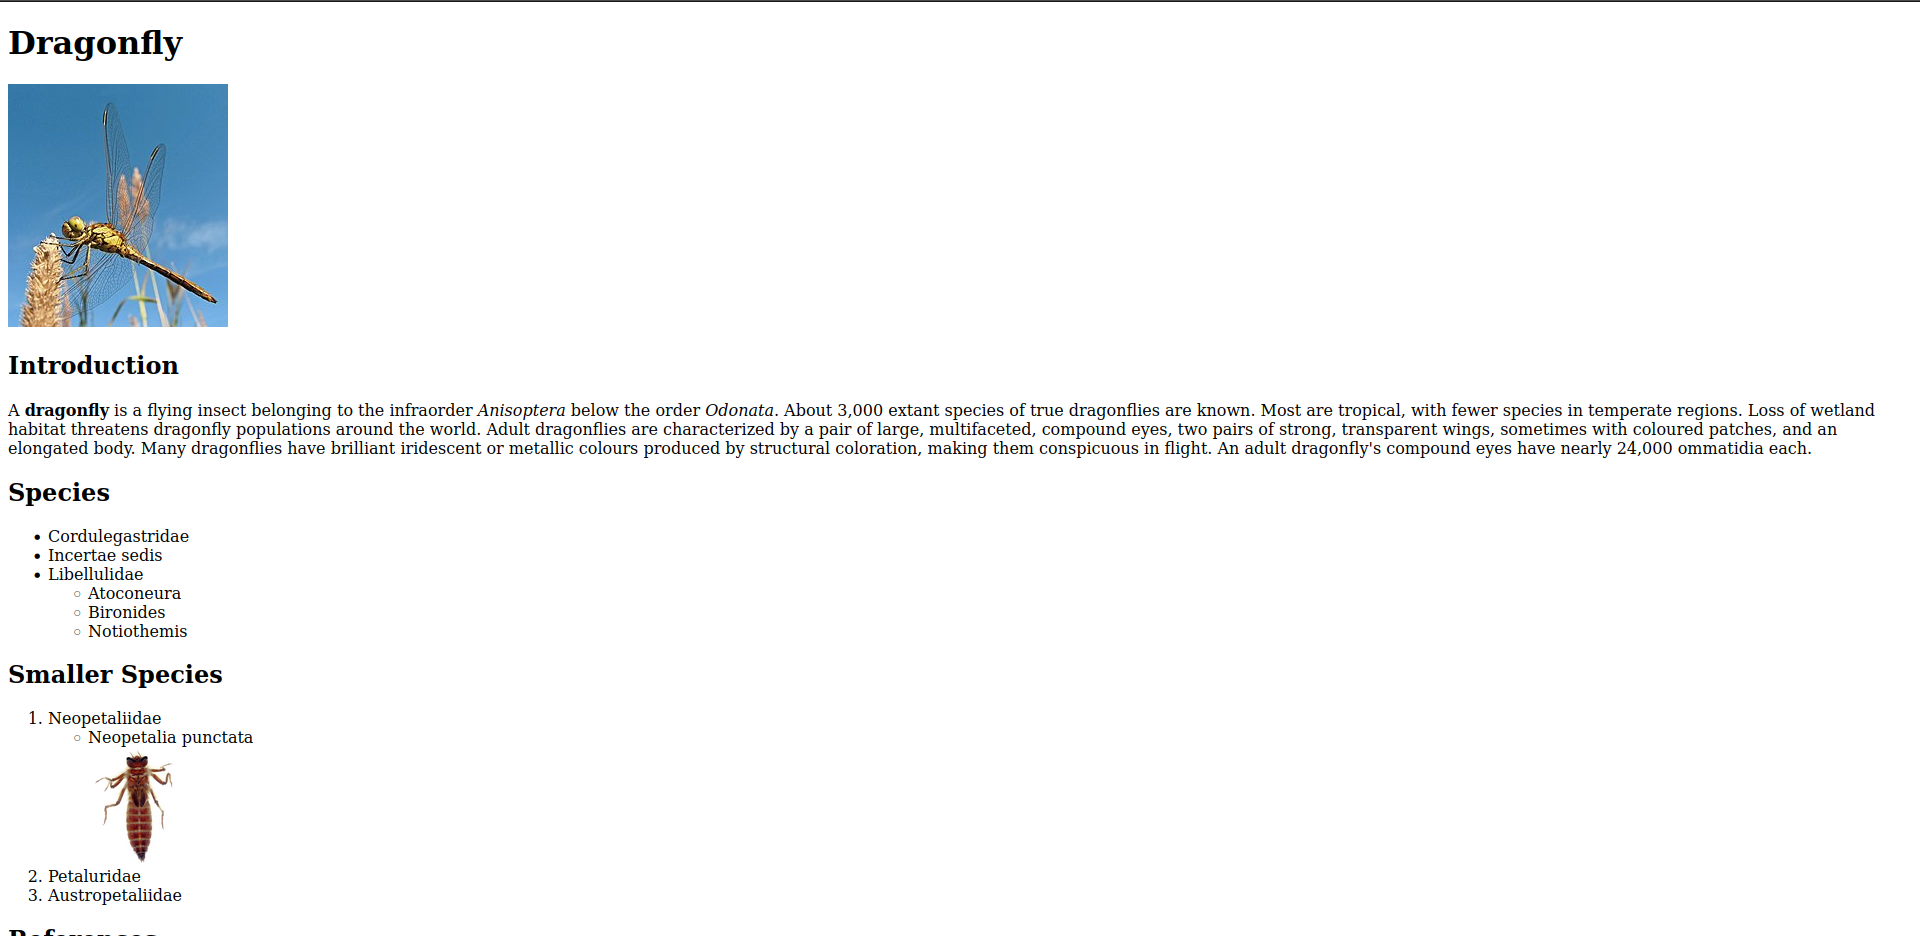 Dragonfly
Introduction
A dragonfly is a flying insect belonging to the infraorder Anisoptera below the order Odonata. About 3,000 extant species of true dragonflies are known. Most are tropical, with fewer species in temperate regions. Loss of wetland
habitat threatens dragonfly populations around the world. Adult dragonflies are characterized by a pair of large, multifaceted, compound eyes, two pairs of strong, transparent wings, sometimes with coloured patches, and an
elongated body. Many dragonflies have brilliant iridescent or metallic colours produced by structural coloration, making them conspicuous in flight. An adult dragonfly's compound eyes have nearly 24,000 ommatidia each.
Species
• Cordulegastridae
• Incertae sedis
• Libellulidae
◦ Atoconeura
◦ Bironides
◦ Notiothemis
Smaller Species
1. Neopetaliidae
◦ Neopetalia punctata
2. Petaluridae
3. Austropetaliidae